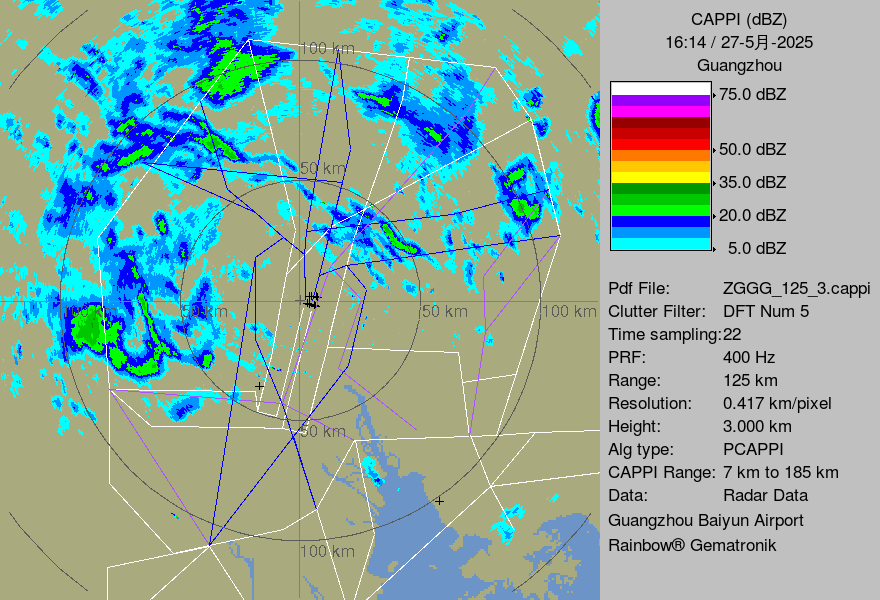 CAPPI (dBZ)
16:14 / 27-5月-2025
Guangzhou
75.0 dBZ
50.0 dBZ
35.0 dBZ
20.0 dBZ
5.0 dBZ
Pdf File: ZGGG_125_3.cappi
Clutter Filter: DFT Num 5
Time sampling:22
PRF: 400 Hz
Range: 125 km
Resolution: 0.417 km/pixel
Height: 3.000 km
Alg type: PCAPPI
CAPPI Range: 7 km to 185 km
Data: Radar Data
Guangzhou Baiyun Airport
Rainbow® Gematronik
100 km
50 km
100 km
50 km
50 km
100 km
50 km
100 km